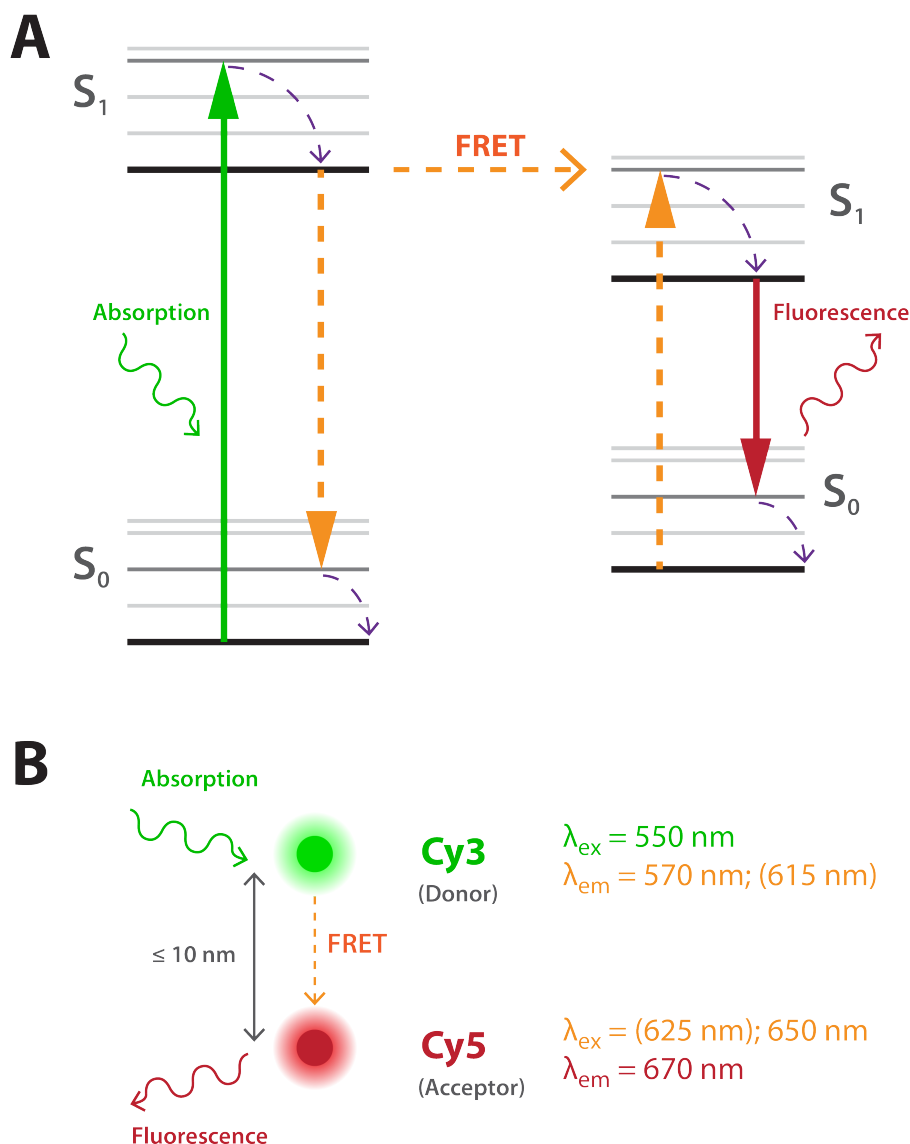 A
S1
FRET
S1
Absorption
Fluorescence
S0
S0
B
Absorption
Cy3
(Donor)
λex = 550 nm
λem = 570 nm; (615 nm)
≤ 10 nm
FRET
Cy5
(Acceptor)
λex = (625 nm); 650 nm
λem = 670 nm
Fluorescence